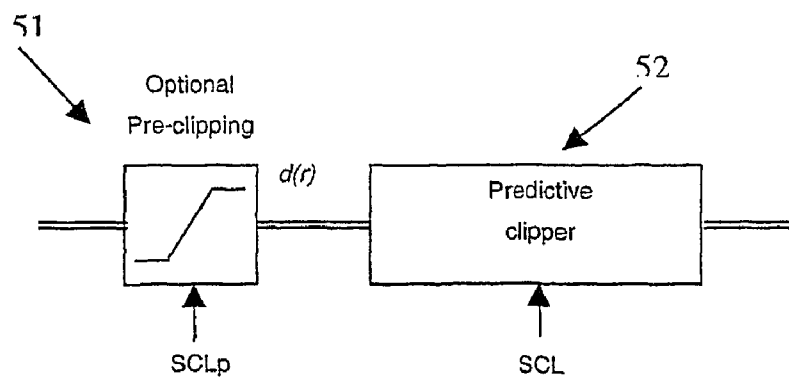 51
52
Optional
Pre-clipping
d(r)
Predictive
clipper
SCLp
SCL